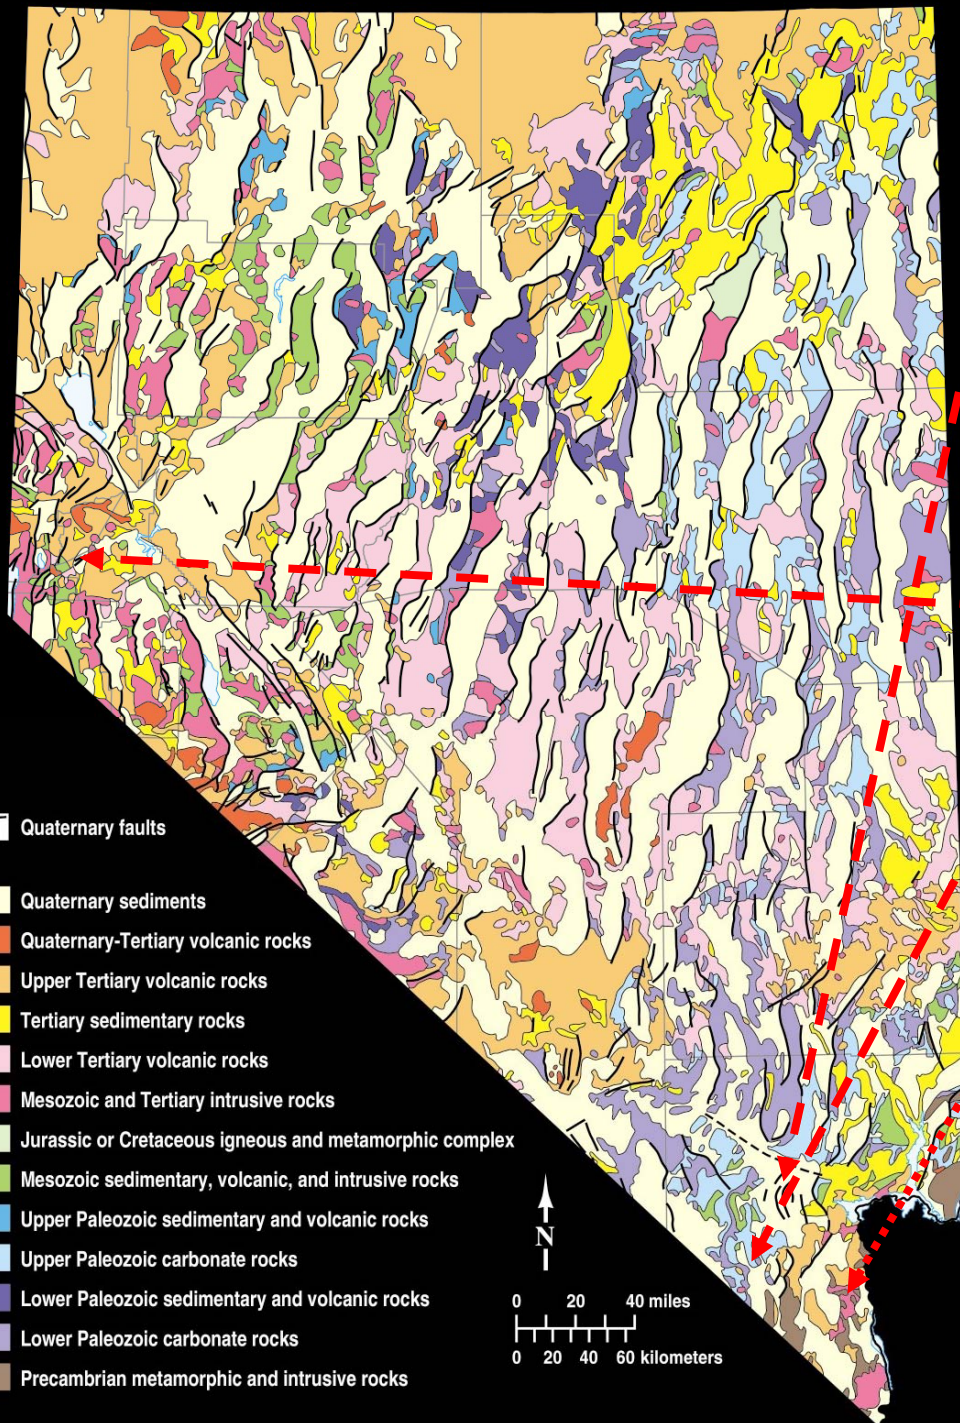 Quaternary faults
Quaternary sediments
Quaternary-Tertiary volcanic rocks
Upper Tertiary volcanic rocks
Tertiary sedimentary rocks
Lower Tertiary volcanic rocks
Mesozoic and Tertiary intrusive rocks
Jurassic or Cretaceous igneous and metamorphic complex
Mesozoic sedimentary, volcanic, and intrusive rocks
Upper Paleozoic sedimentary and volcanic rocks
Upper Paleozoic carbonate rocks
Lower Paleozoic sedimentary and volcanic rocks
Lower Paleozoic carbonate rocks
Precambrian metamorphic and intrusive rocks
N
0 20 40 miles
0 20 40 60 kilometers